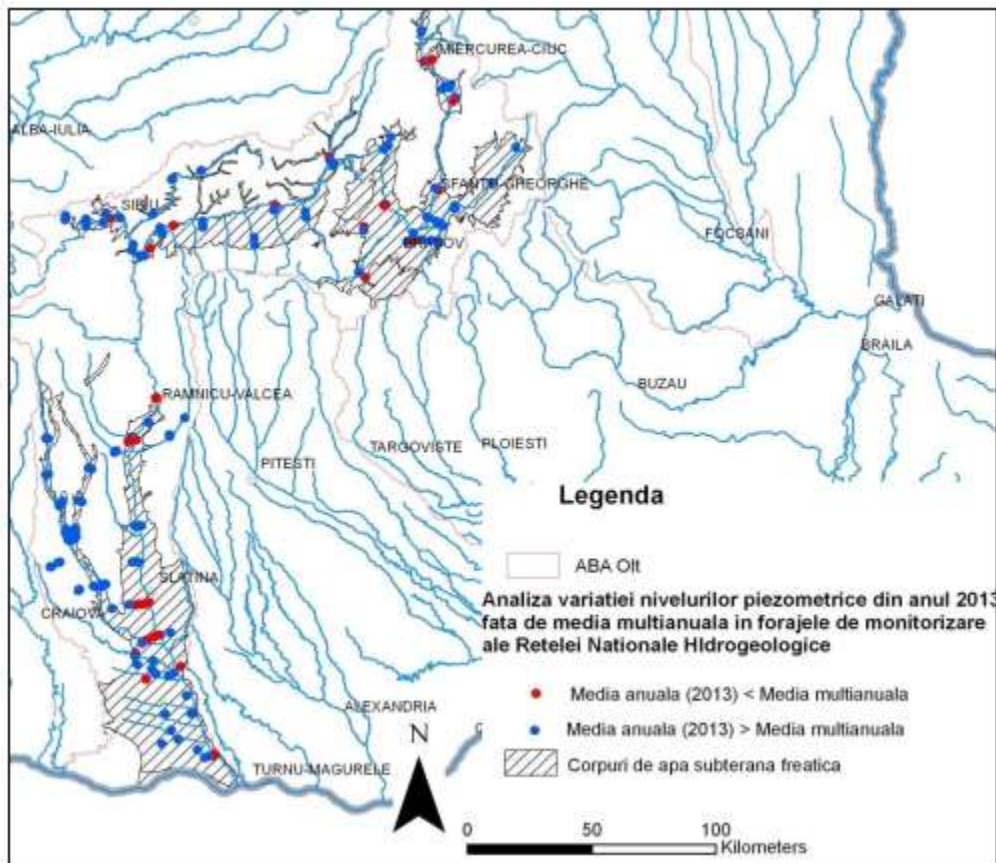 MIERCUREA-CIUC
ALBA-IULIA
SFANTU-GHEORGHE
SIBIU
FOCSANI
GALATI
BRAILA
BUZAU
RAMNICU-VALCEA
TARGOVISTE
PLOIESTI
PITESTI
Legenda
ABA Olt
SLATINA
Analiza variatiei nivelurilor piezometrice din anul 2013
CRAIOVA
fata de media multianuala in forajele de monitorizare
ale Retelei Nationale HIdrogeologice
Media anuala (2013) < Media multianuala
ALEXANDRIA
Media anuala (2013) > Media multianuala
N
Corpuri de apa subterana freatica
TURNU-MAGURELE
0 50 100
Kilometers